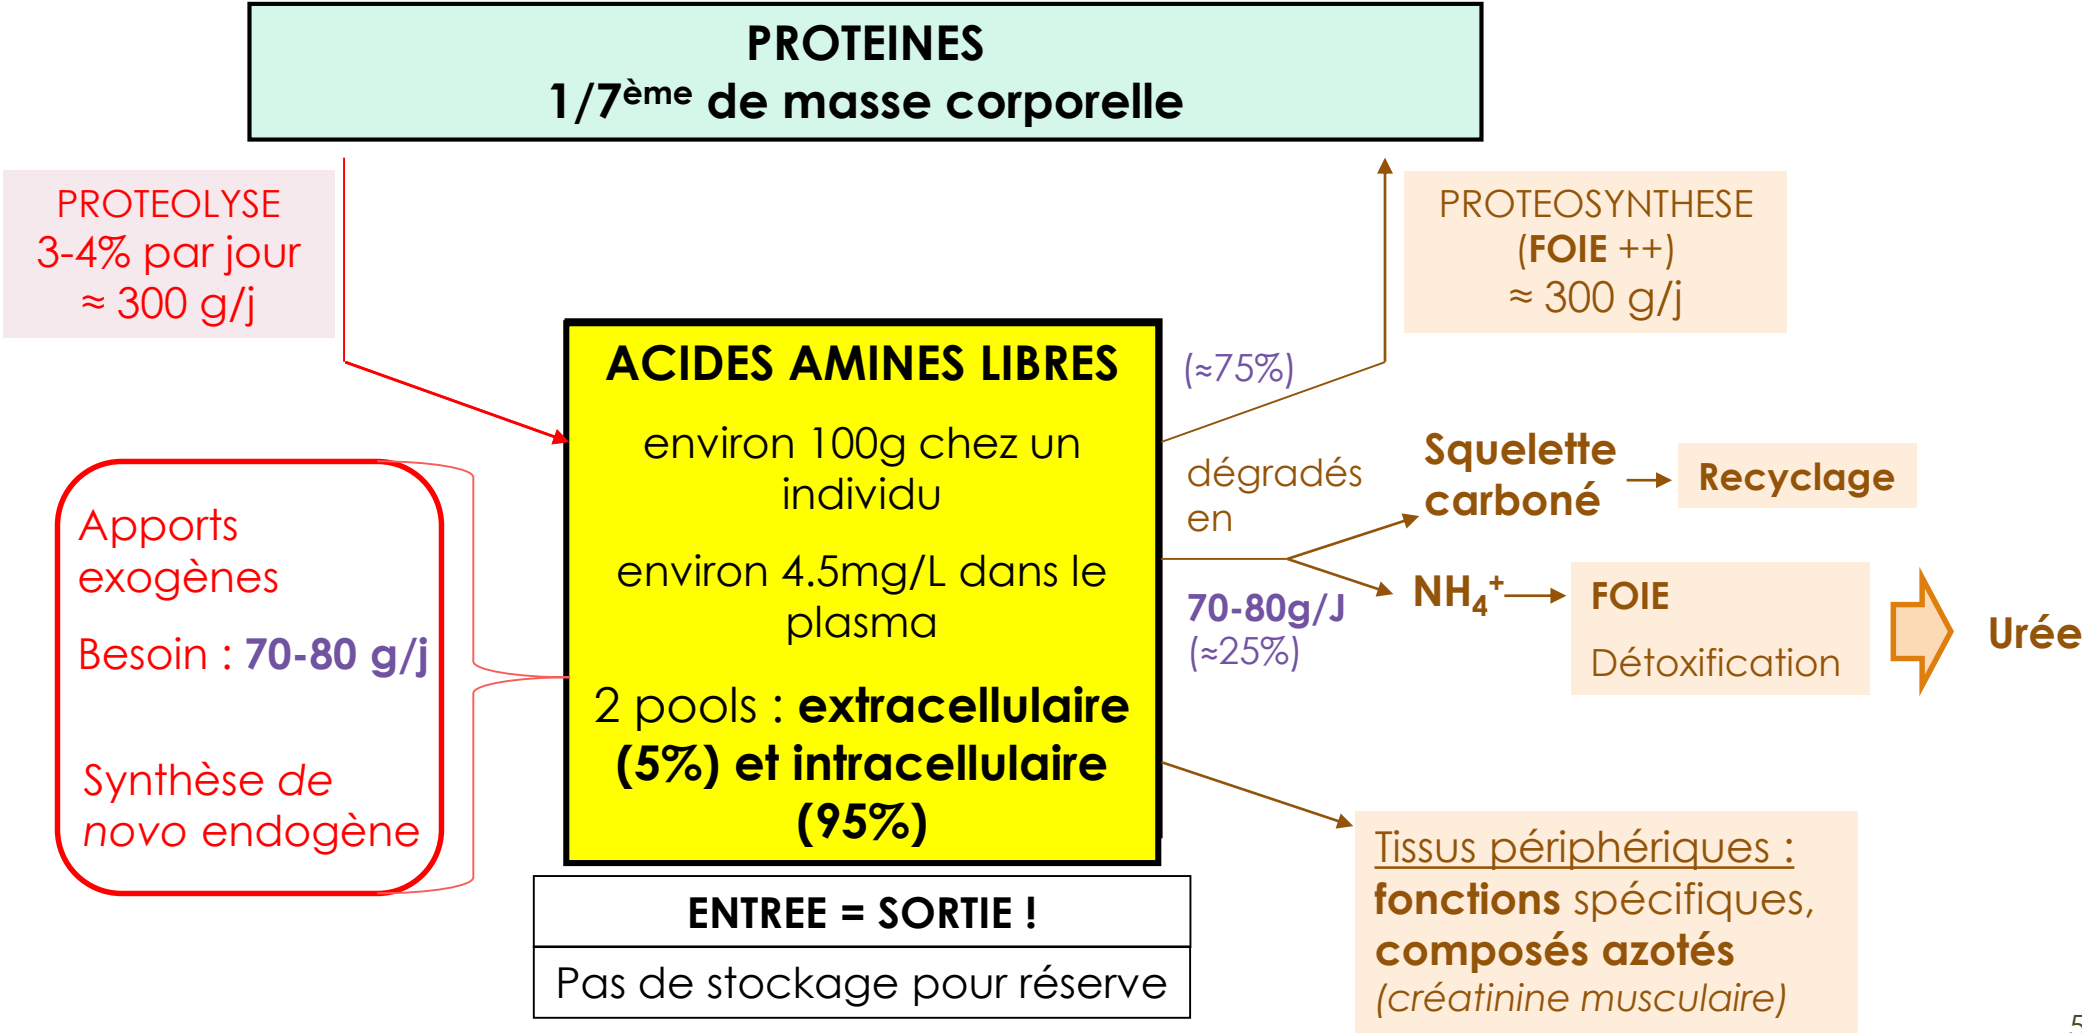 PROTEINES
1/7ème de masse corporelle
PROTEOLYSE
3-4% par jour
≈ 300 g/j
PROTEOSYNTHESE
(FOIE ++)
≈ 300 g/j
ACIDES AMINES LIBRES
environ 100g chez un
individu
environ 4.5mg/L dans le
plasma
2 pools : extracellulaire
(5%) et intracellulaire
(95%)
(≈75%)
dégradés
en
70-80g/J
(≈25%)
Squelette
carboné
Recyclage
NH₄⁺
FOIE
Détoxification
Urée
Apports
exogènes
Besoin : 70-80 g/j
Synthèse de
novo endogène
ENTREE = SORTIE !
Pas de stockage pour réserve
Tissus périphériques :
fonctions spécifiques,
composés azotés
(créatinine musculaire)
5